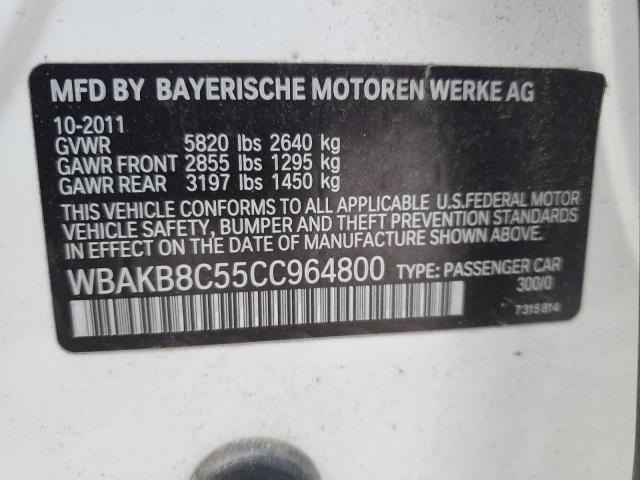 MFD BY BAYERISCHE MOTOREN WERKE AG
10-2011
GVWR 5820 lbs 2640 kg
GAWR FRONT 2855 lbs 1295 kg
GAWR REAR 3197 lbs 1450 kg
THIS VEHICLE CONFORMS TO ALL APPLICABLE U.S.FEDERAL MOTOR
VEHICLE SAFETY, BUMPER AND THEFT PREVENTION STANDARDS
IN EFFECT ON THE DATE OF MANUFACTURE SHOWN ABOVE.
WBAKB8C55CC964800 TYPE: PASSENGER CAR
300/0
7315814